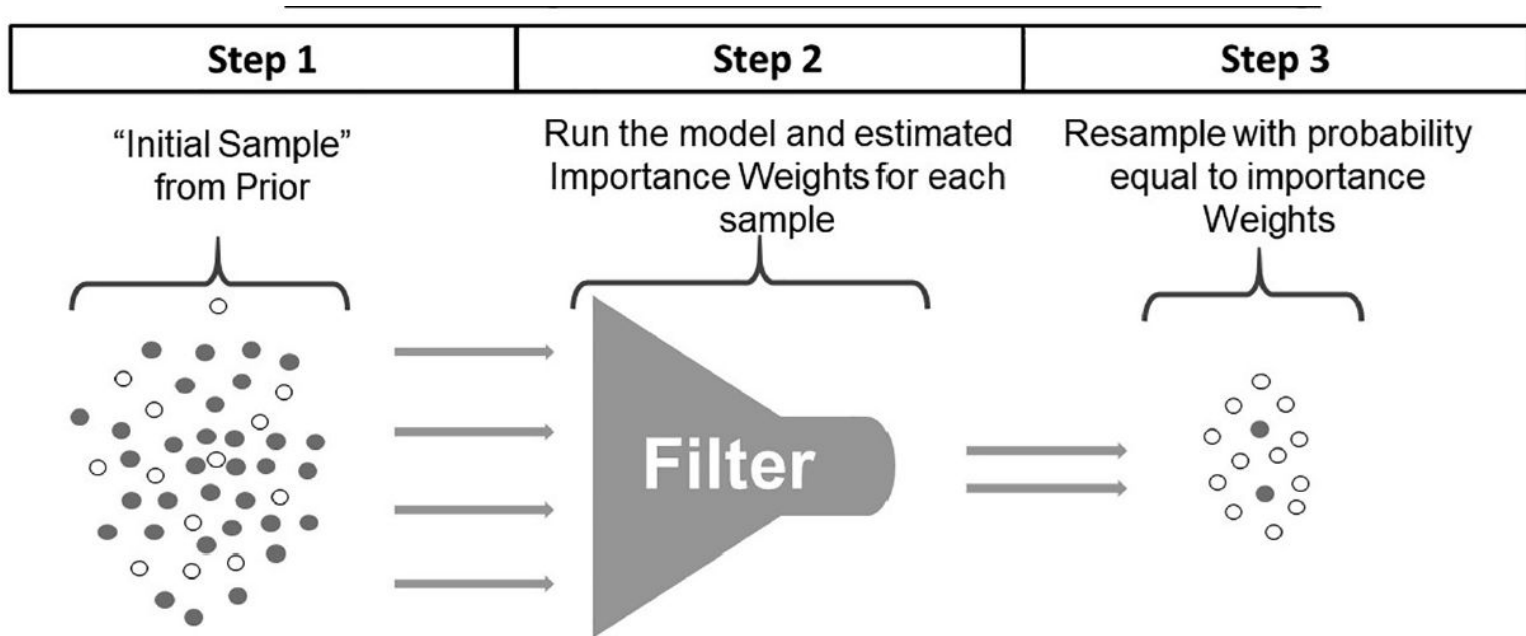 Step 1
Step 2
Step 3
“Initial Sample”
from Prior
Run the model and estimated
Importance Weights for each
sample
Resample with probability
equal to importance
Weights
Filter